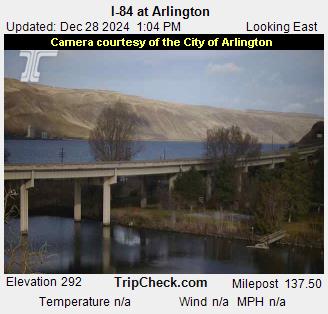 I-84 at Arlington
Updated: Dec 28 2024 1:04 PM Looking East
Camera courtesy of the City of Arlington
Elevation 292 TripCheck.com Milepost 137.50
Temperature n/a Wind n/a MPH n/a